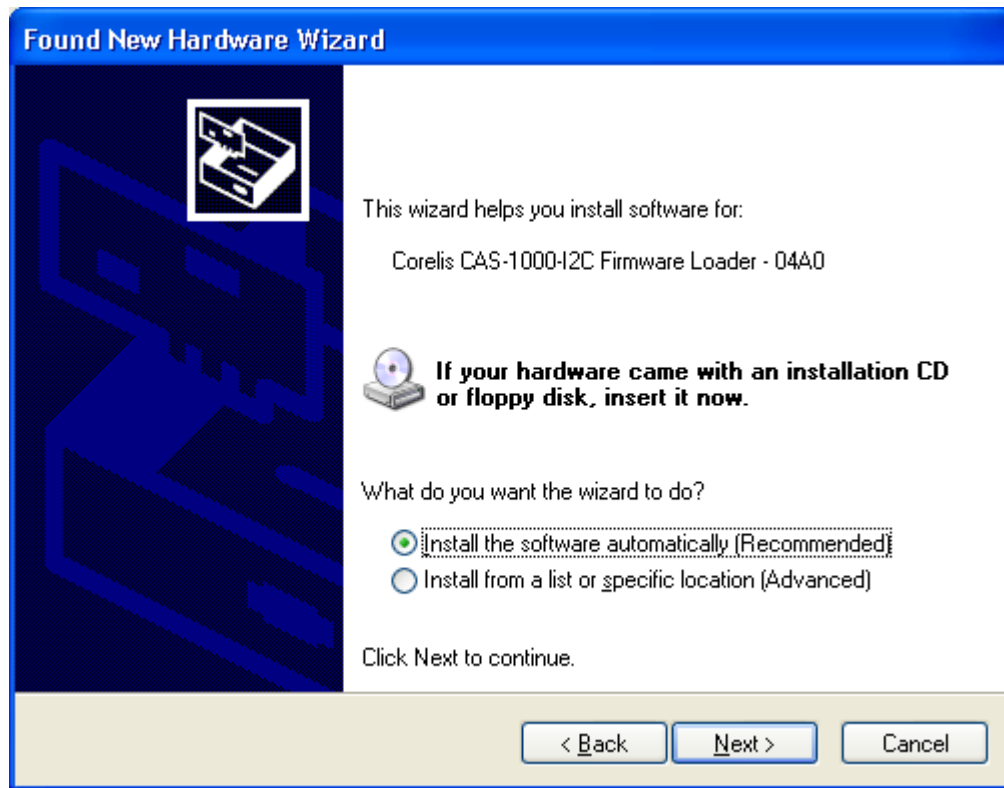 Found New Hardware Wizard
This wizard helps you install software for:
Corelis CAS-1000-I2C Firmware Loader - 04A0
If your hardware came with an installation CD
or floppy disk, insert it now.
What do you want the wizard to do?
Install the software automatically (Recommended)
Install from a list or specific location (Advanced)
Click Next to continue.
< Back Next > Cancel